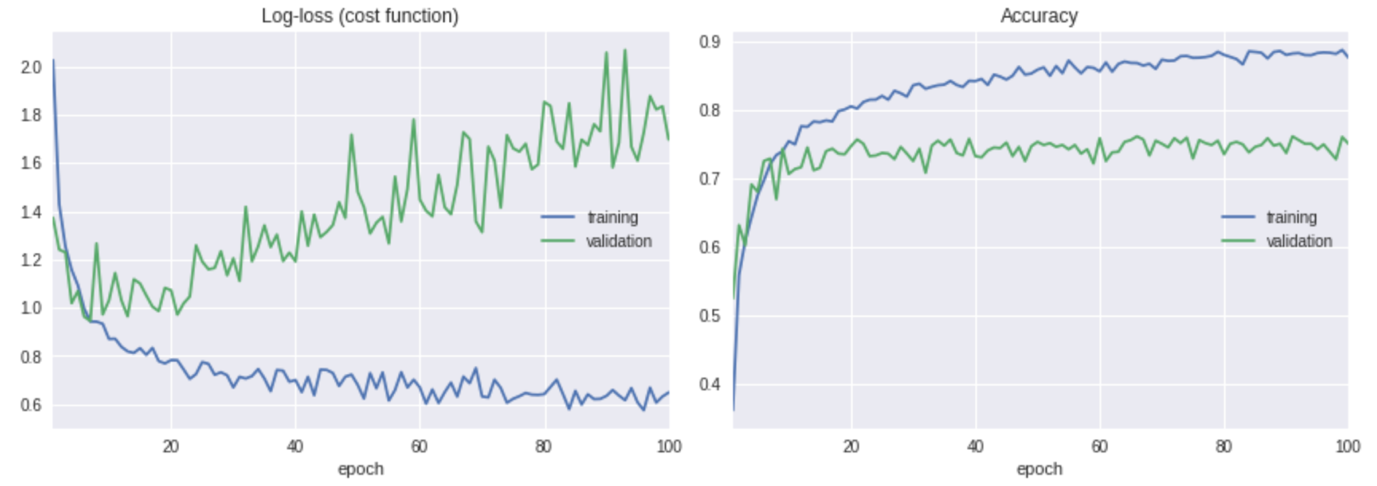 Log-loss (cost function)
2.0
1.8
1.6
1.4
1.2
1.0
0.8
0.6
20 40 60 80 100
epoch
training
validation
Accuracy
0.9
0.8
0.7
0.6
0.5
0.4
20 40 60 80 100
epoch
training
validation